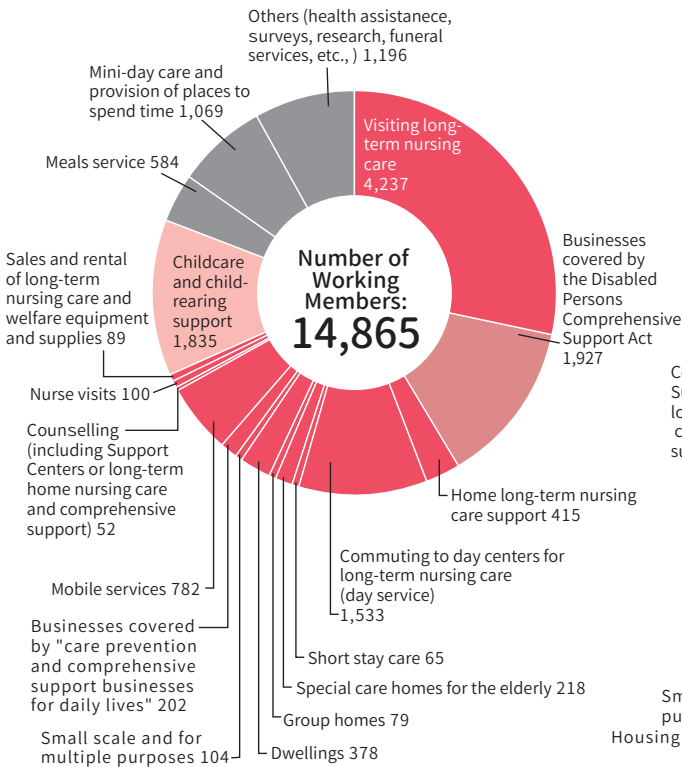 Others (health assistanece,
surveys, research, funeral
services, etc., ) 1,196
Mini-day care and
provision of places to
spend time 1,069
Meals service 584
Visiting long-
term nursing
care
4,237
Businesses
covered by
the Disabled
Persons
Comprehensive
Support Act
1,927
Childcare
and child-
rearing
support
1,835
Number of
Working
Members:
14,865
Sales and rental
of long-term
nursing care and
welfare equipment
and supplies 89
Nurse visits 100
Counselling
(including Support
Centers or long-term
home nursing care
and comprehensive
support) 52
Home long-term nursing
care support 415
Commuting to day centers for
long-term nursing care
(day service)
1,533
Mobile services 782
Businesses covered
by "care prevention
and comprehensive
support businesses
for daily lives" 202
Short stay care 65
Special care homes for the elderly 218
Group homes 79
Small scale and for
multiple purposes 104
Dwellings 378
Housing